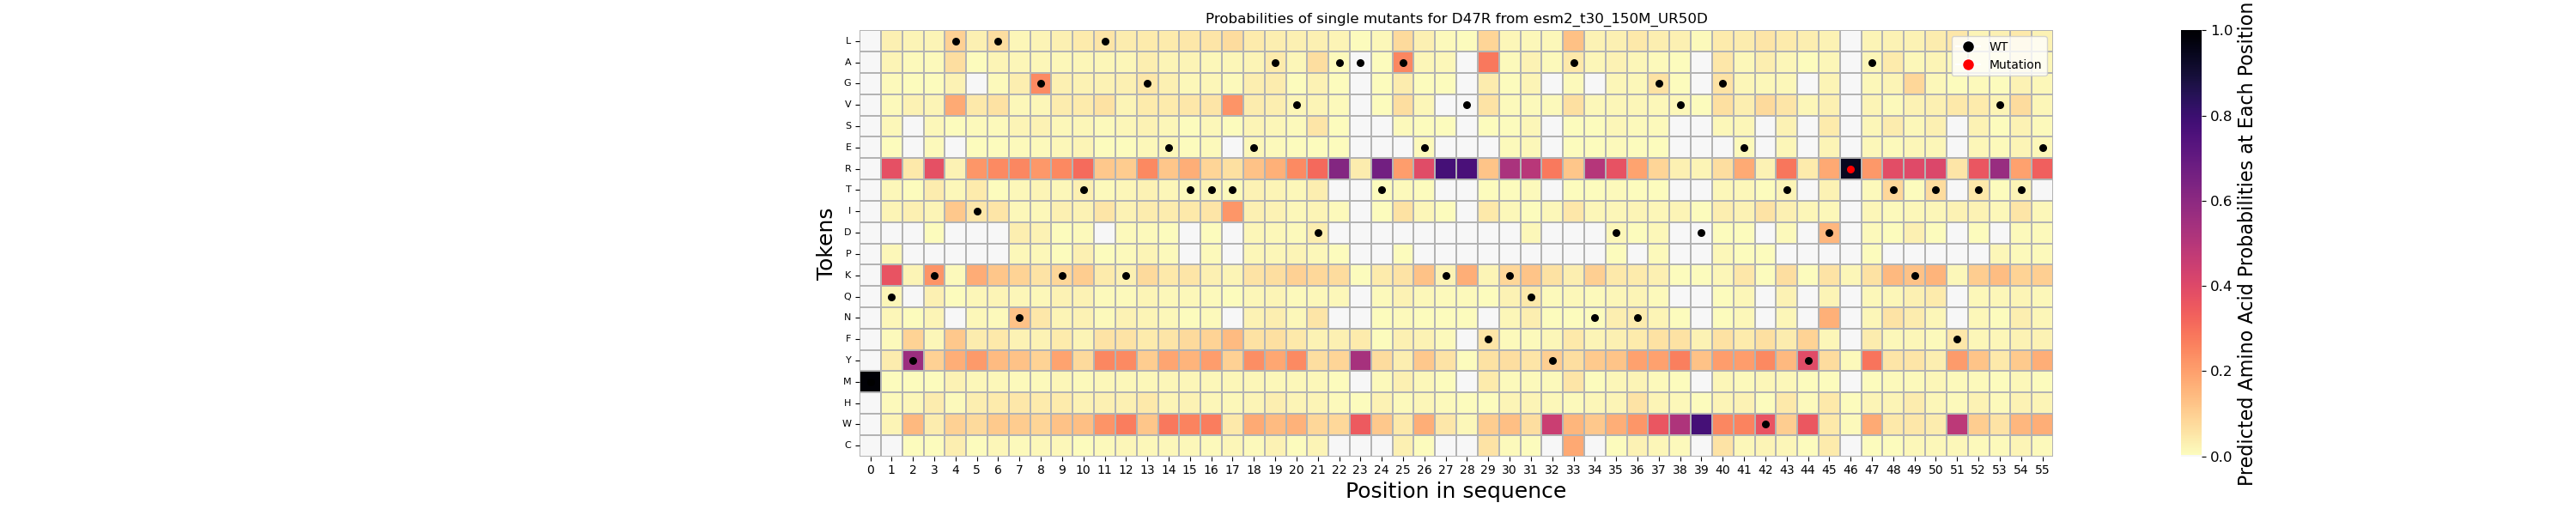 Probabilities of single mutants for D47R from esm2_t30_150M_UR50D
Tokens
L
A
G
V
S
E
R
T
I
D
P
K
Q
N
F
Y
M
H
W
C
WT
Mutation
0 1 2 3 4 5 6 7 8 9 10 11 12 13 14 15 16 17 18 19 20 21 22 23 24 25 26 27 28 29 30 31 32 33 34 35 36 37 38 39 40 41 42 43 44 45 46 47 48 49 50 51 52 53 54 55
Position in sequence
1.0
0.8
0.6
0.4
0.2
0.0
Predicted Amino Acid Probabilities at Each Position